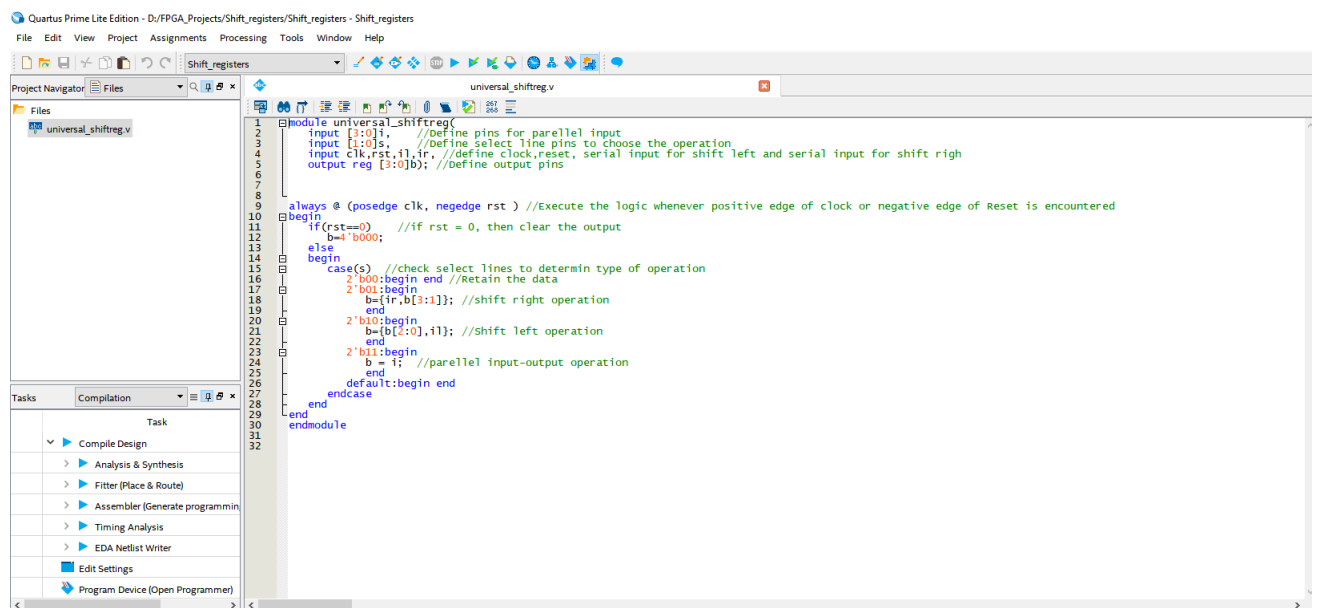 Quartus Prime Lite Edition - D:/FPGA_Projects/Shift_registers/Shift_registers - Shift_registers
File Edit View Project Assignments Processing Tools Window Help
Shift_registers
Project Navigator Files
universal_shiftreg.v
Files
universal_shiftreg.v
267
268
1 module universal_shiftreg(
2 input [3:0]i, //Define pins for parellel input
3 input [1:0]s, //Define select line pins to choose the operation
4 input clk,rst,il,ir, //define clock,reset, serial input for shift left and serial input for shift righ
5 output reg [3:0]b); //Define output pins
6
7
8
9 always @ (posedge clk, negedge rst ) //Execute the logic whenever positive edge of clock or negative edge of Reset is encountered
10 begin
11 if(rst==0) //if rst = 0, then clear the output
12 b=4'b000;
13 else
14 begin
15 case(s) //check select lines to determin type of operation
16 2'b00:begin end //Retain the data
17 2'b01:begin
18 b={ir,b[3:1]}; //shift right operation
19 end
20 2'b10:begin
21 b={b[2:0],il}; //Shift left operation
22 end
23 2'b11:begin
24 b = i; //parellel input-output operation
25 end
26 default:begin end
27 endcase
28 end
29 end
30 endmodule
31
32
Tasks Compilation
Task
Compile Design
Analysis & Synthesis
Fitter (Place & Route)
Assembler (Generate programmin
Timing Analysis
EDA Netlist Writer
Edit Settings
Program Device (Open Programmer)